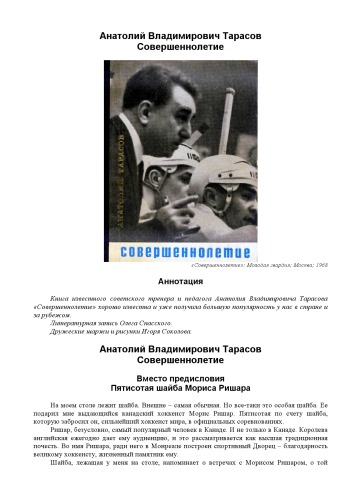 Анатолий Владимирович Тарасов
Совершеннолетие
АНАТОЛИЙ ТАРАСОВ
совершеннолетие
«Совершеннолетие»: Молодая гвардия; Москва; 1968
Аннотация
Книга известного советского тренера и педагога Анатолия Владимировича Тарасова
«Совершеннолетие» хорошо известна и уже получила большую популярность у нас в стране и
за рубежом.
Литературная запись Олега Спасского.
Дружеские шаржи и рисунки Игоря Соколова.
Анатолий Владимирович Тарасов
Совершеннолетие
Вместо предисловия
Пятисотая шайба Мориса Ришара
На моем столе лежит шайба. Внешне – самая обычная. Но все-таки это особая шайба. Ее
подарил мне выдающийся канадский хоккеист Морис Ришар. Пятисотая по счету шайба,
которую забросил он, сильнейший хоккеист мира, в официальных соревнованиях.
Ришар, безусловно, самый популярный человек в Канаде. И не только в Канаде. Королева
английская ежегодно дает ему аудиенцию, и это рассматривается как высшая традиционная
почесть. Во имя Ришара, ради него в Монреале построен спортивный Дворец – благодарность
великому хоккеисту, жизненный памятник ему.
Шайба, лежащая у меня на столе, напоминает о встречах с Морисом Ришаром, о той